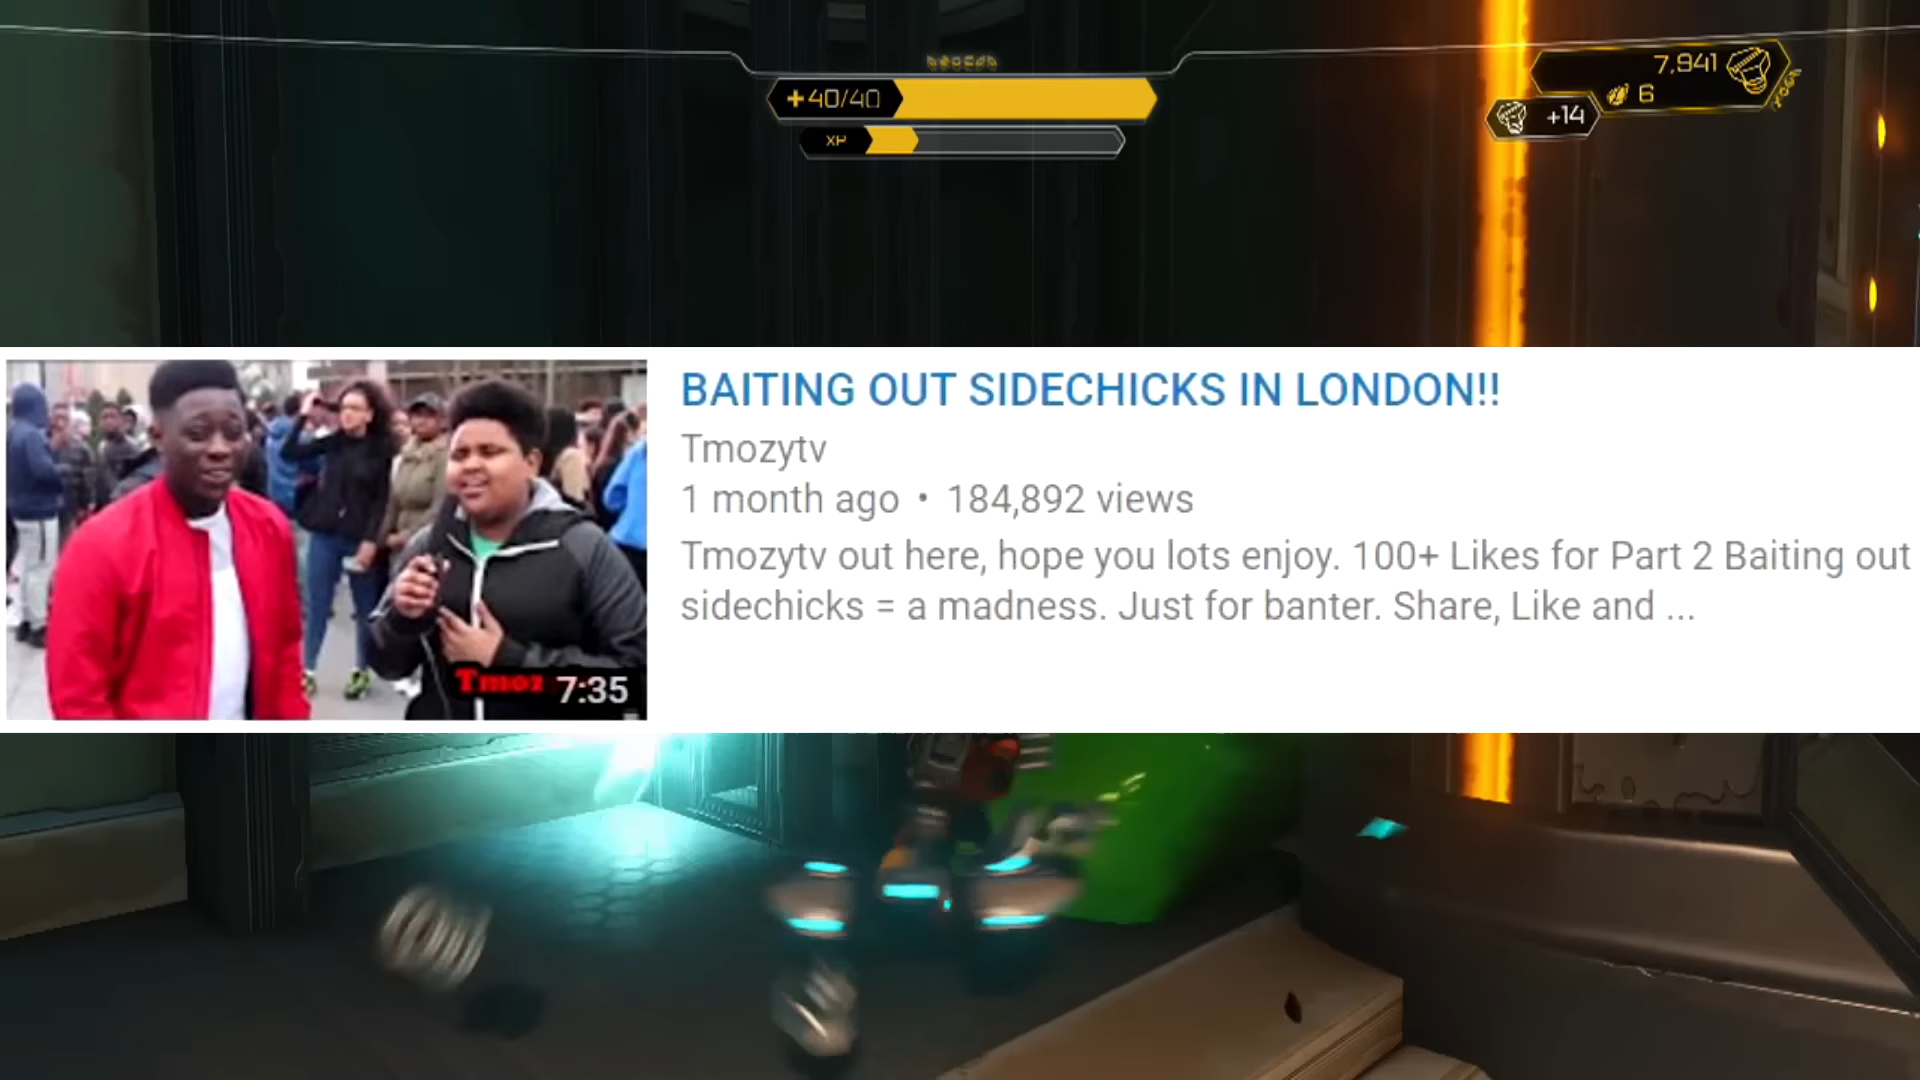 +40/40
XP
7,941
6
+14
BAITING OUT SIDECHICKS IN LONDON!!
Tmozytv
1 month ago • 184,892 views
Tmozytv out here, hope you lots enjoy. 100+ Likes for Part 2 Baiting out
sidechicks = a madness. Just for banter. Share, Like and ...
Tmoz
7:35